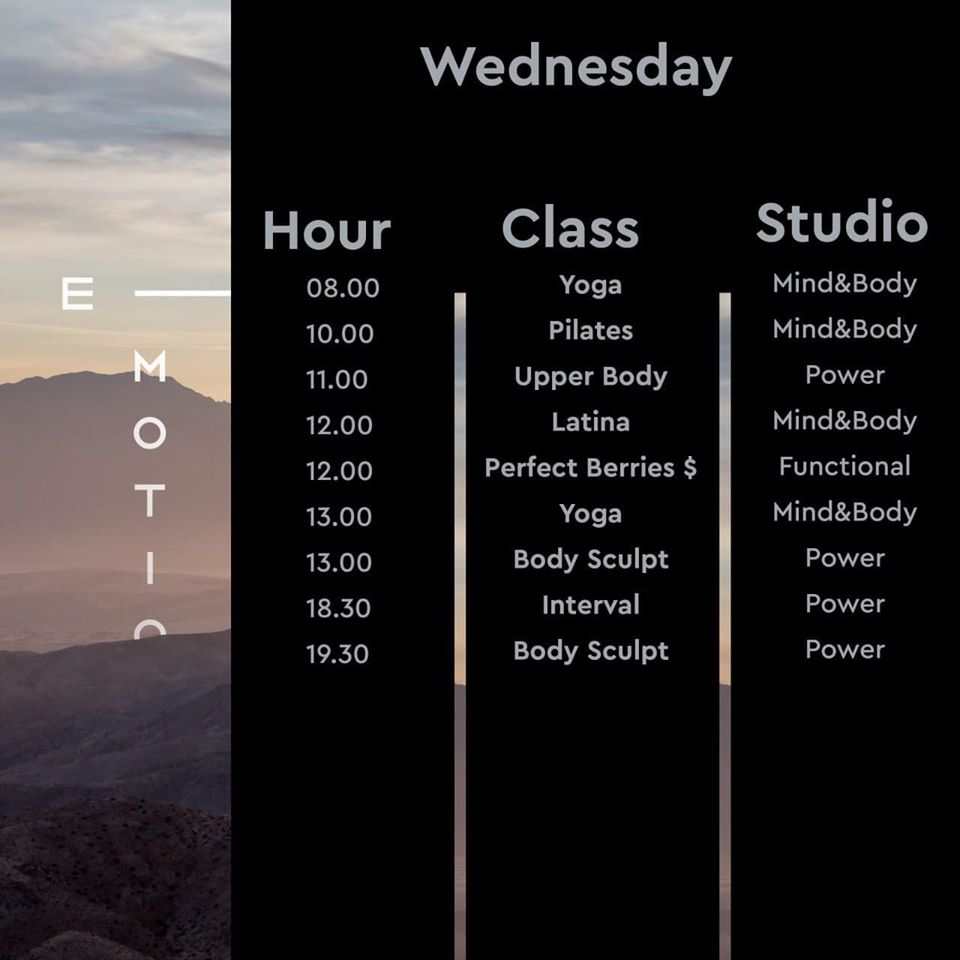 Wednesday
Hour Class Studio
08.00 Yoga Mind&Body
10.00 Pilates Mind&Body
11.00 Upper Body Power
12.00 Latina Mind&Body
12.00 Perfect Berries $ Functional
13.00 Yoga Mind&Body
13.00 Body Sculpt Power
18.30 Interval Power
19.30 Body Sculpt Power
E —
M
O
T
I
O